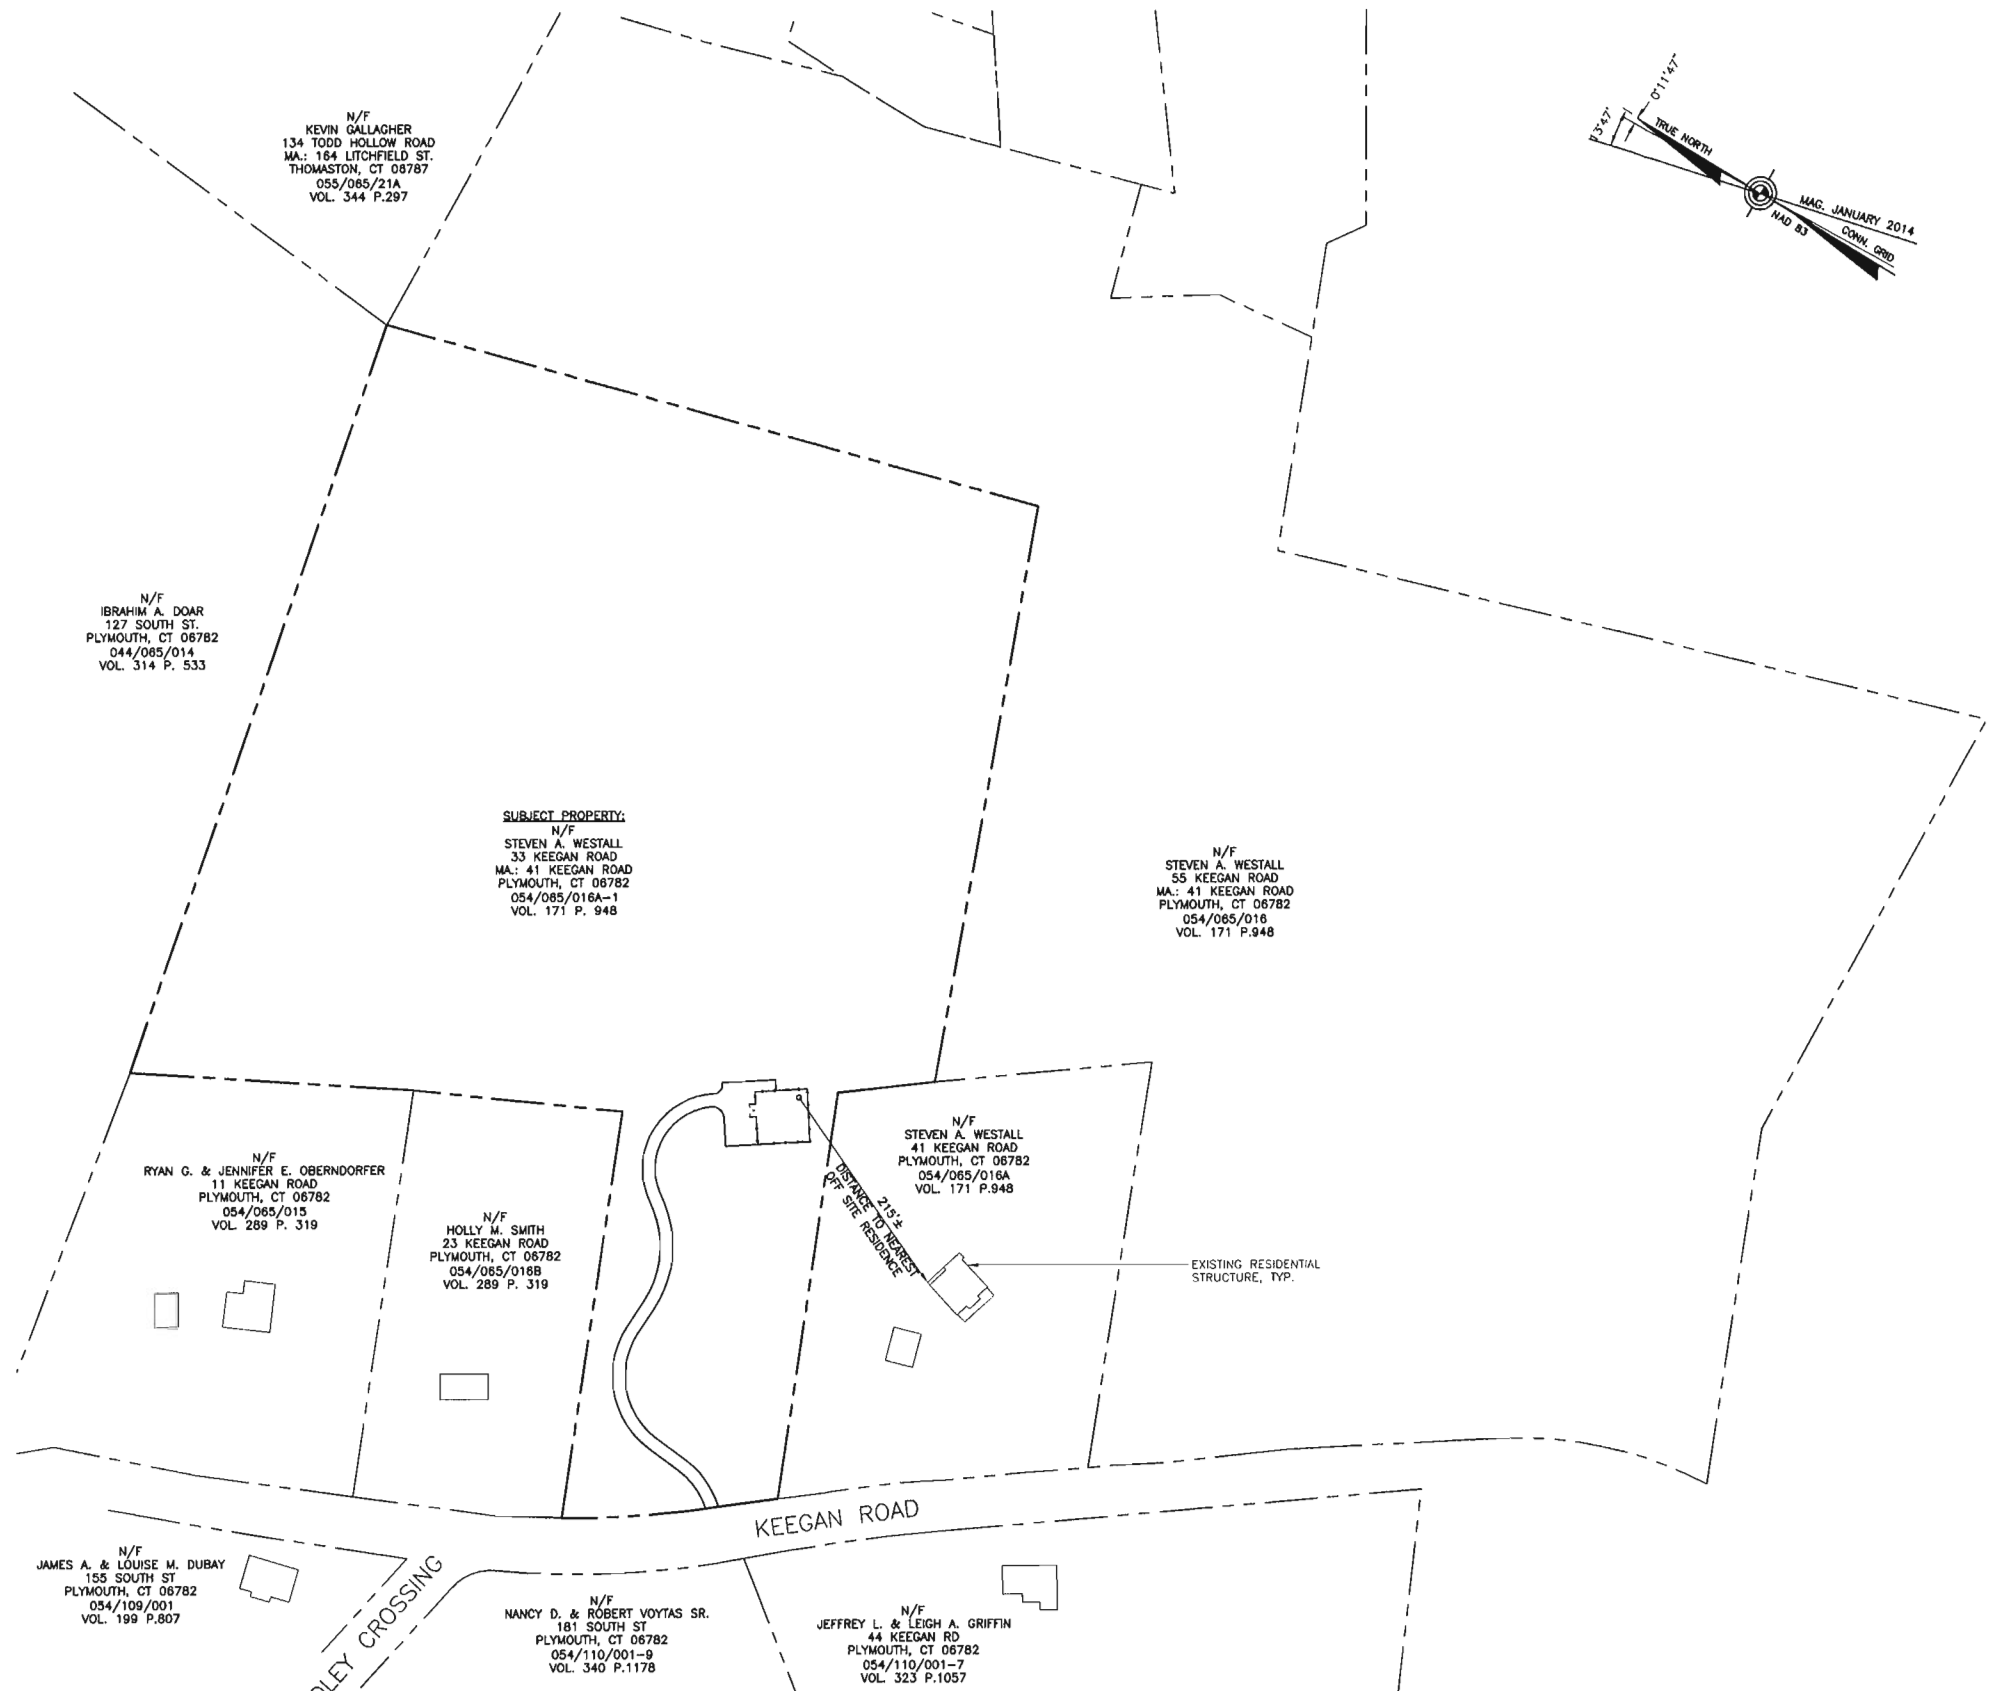 N/F
KEVIN GALLAGHER
134 TODD HOLLOW ROAD
MA.: 164 LITCHFIELD ST.
THOMASTON, CT 06787
055/065/21A
VOL. 344 P.297
0°11'47"
TRUE NORTH
MAG. JANUARY 2014
NAD 83
CONN. GRID
N/F
IBRAHIM A. DOAR
127 SOUTH ST.
PLYMOUTH, CT 06782
044/065/014
VOL. 314 P. 533
SUBJECT PROPERTY:
N/F
STEVEN A. WESTALL
33 KEEGAN ROAD
MA.: 41 KEEGAN ROAD
PLYMOUTH, CT 06782
054/065/016A-1
VOL. 171 P. 948
N/F
STEVEN A. WESTALL
55 KEEGAN ROAD
MA.: 41 KEEGAN ROAD
PLYMOUTH, CT 06782
054/065/016
VOL. 171 P.948
N/F
RYAN G. & JENNIFER E. OBERNDORFER
11 KEEGAN ROAD
PLYMOUTH, CT 06782
054/065/015
VOL. 289 P. 319
N/F
HOLLY M. SMITH
23 KEEGAN ROAD
PLYMOUTH, CT 06782
054/065/016B
VOL. 289 P. 319
N/F
STEVEN A. WESTALL
41 KEEGAN ROAD
PLYMOUTH, CT 06782
054/065/016A
VOL. 171 P.948
215'±
DISTANCE TO NEAREST
OFF SITE RESIDENCE
EXISTING RESIDENTIAL
STRUCTURE, TYP.
KEEGAN ROAD
CROSSING
N/F
JAMES A. & LOUISE M. DUBAY
155 SOUTH ST
PLYMOUTH, CT 06782
054/109/001
VOL. 199 P.807
N/F
NANCY D. & ROBERT VOYTAS SR.
181 SOUTH ST
PLYMOUTH, CT 06782
054/110/001-9
VOL. 340 P.1178
N/F
JEFFREY L. & LEIGH A. GRIFFIN
44 KEEGAN RD
PLYMOUTH, CT 06782
054/110/001-7
VOL. 323 P.1057